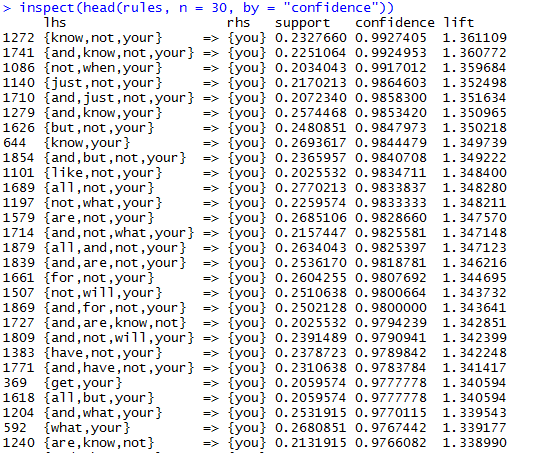 > inspect(head(rules, n = 30, by = "confidence"))
lhs rhs support confidence lift
1272 {know,not,your} => {you} 0.2327660 0.9927405 1.361109
1741 {and,know,not,your} => {you} 0.2251064 0.9924953 1.360772
1086 {not,when,your} => {you} 0.2034043 0.9917012 1.359684
1140 {just,not,your} => {you} 0.2170213 0.9864603 1.352498
1710 {and,just,not,your} => {you} 0.2072340 0.9858300 1.351634
1279 {and,know,your} => {you} 0.2574468 0.9853420 1.350965
1626 {but,not,your} => {you} 0.2480851 0.9847973 1.350218
644 {know,your} => {you} 0.2693617 0.9844479 1.349739
1854 {and,but,not,your} => {you} 0.2365957 0.9840708 1.349222
1101 {like,not,your} => {you} 0.2025532 0.9834711 1.348400
1689 {all,not,your} => {you} 0.2770213 0.9833837 1.348280
1197 {not,what,your} => {you} 0.2259574 0.9833333 1.348211
1579 {are,not,your} => {you} 0.2685106 0.9828660 1.347570
1714 {and,not,what,your} => {you} 0.2157447 0.9825581 1.347148
1879 {all,and,not,your} => {you} 0.2634043 0.9825397 1.347123
1839 {and,are,not,your} => {you} 0.2536170 0.9818781 1.346216
1661 {for,not,your} => {you} 0.2604255 0.9807692 1.344695
1507 {not,will,your} => {you} 0.2510638 0.9800664 1.343732
1869 {and,for,not,your} => {you} 0.2502128 0.9800000 1.343641
1727 {and,are,know,not} => {you} 0.2025532 0.9794239 1.342851
1809 {and,not,will,your} => {you} 0.2391489 0.9790941 1.342399
1383 {have,not,your} => {you} 0.2378723 0.9789842 1.342248
1771 {and,have,not,your} => {you} 0.2310638 0.9783784 1.341417
369 {get,your} => {you} 0.2059574 0.9777778 1.340594
1618 {all,but,your} => {you} 0.2059574 0.9777778 1.340594
1204 {and,what,your} => {you} 0.2531915 0.9770115 1.339543
592 {what,your} => {you} 0.2680851 0.9767442 1.339177
1240 {are,know,not} => {you} 0.2131915 0.9766082 1.338990